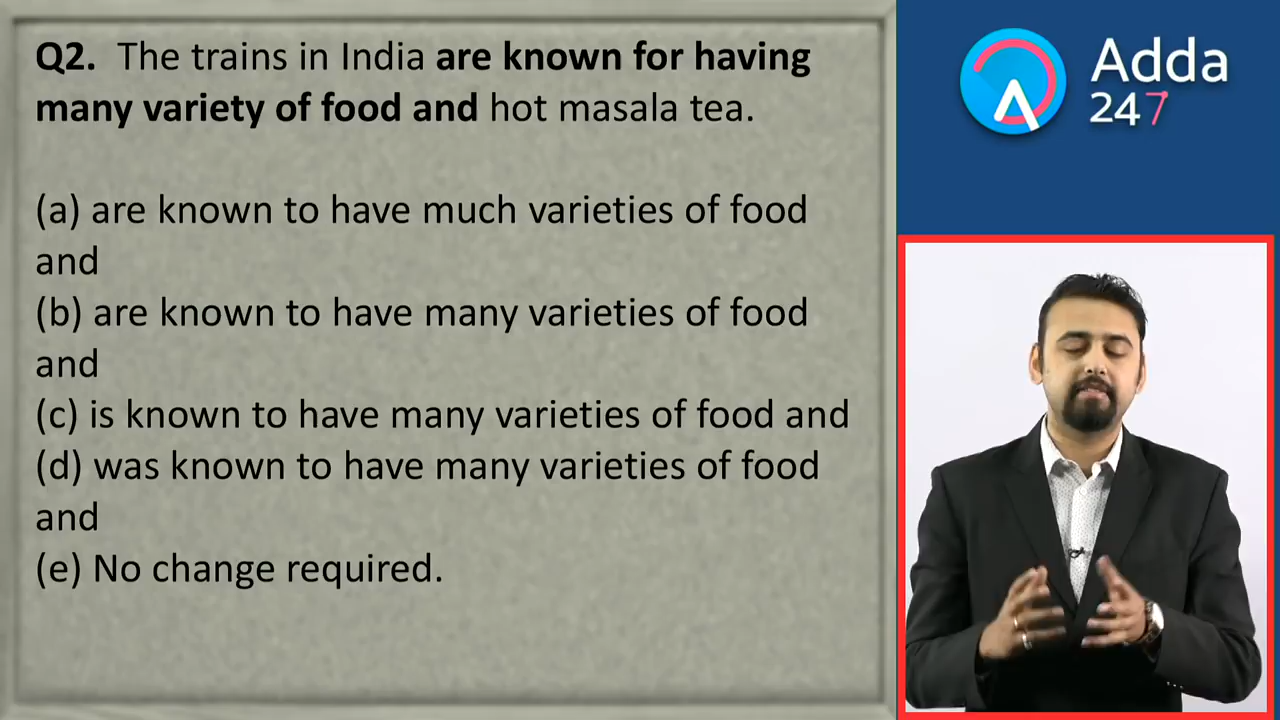 Q2.  The trains in India are known for having
many variety of food and hot masala tea.
(a) are known to have much varieties of food
and
(b) are known to have many varieties of food
and
(c) is known to have many varieties of food and
(d) was known to have many varieties of food
and
(e) No change required.
Adda
247